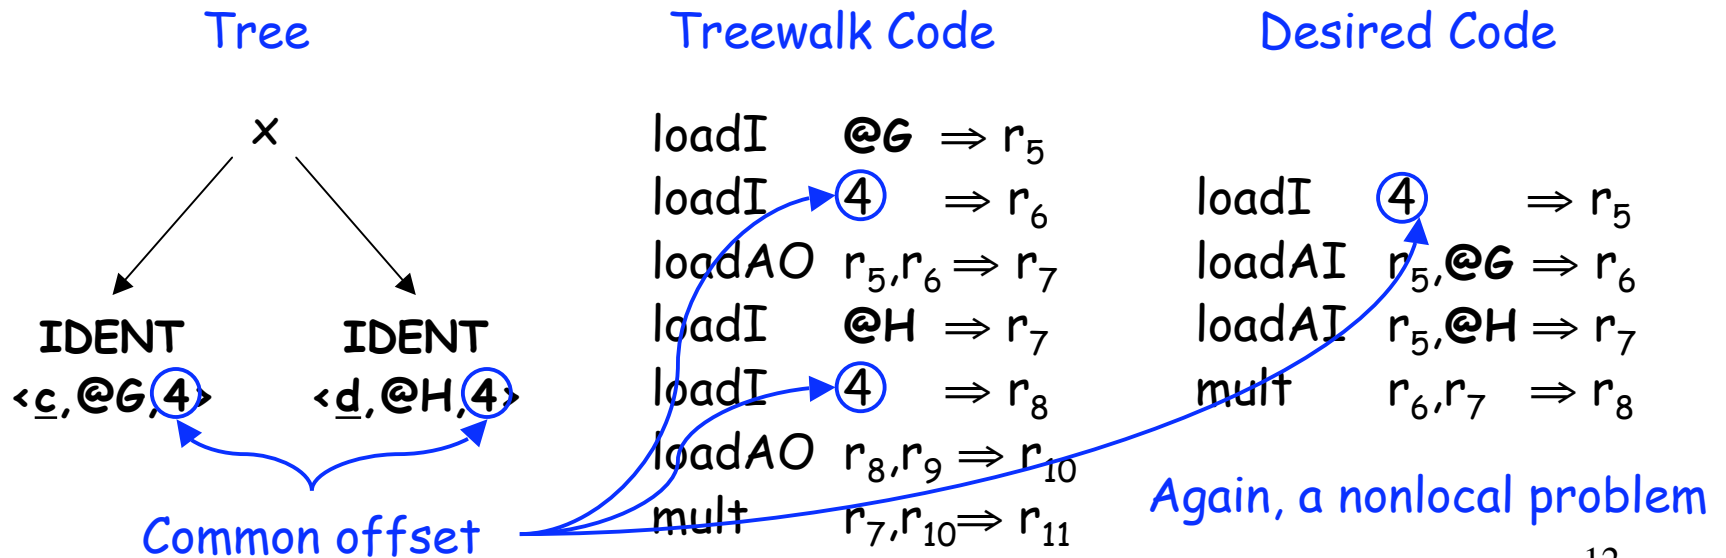 Tree
Treewalk Code
Desired Code
x
IDENT
<c,@G,4>
IDENT
<d,@H,4>
Common offset
loadI @G ⇒ r5
loadI 4 ⇒ r6
loadAO r5,r6 ⇒ r7
loadI @H ⇒ r7
loadI 4 ⇒ r8
loadAO r8,r9 ⇒ r10
mult r7,r10 ⇒ r11
loadI 4 ⇒ r5
loadAI r5,@G ⇒ r6
loadAI r5,@H ⇒ r7
mult r6,r7 ⇒ r8
Again, a nonlocal problem